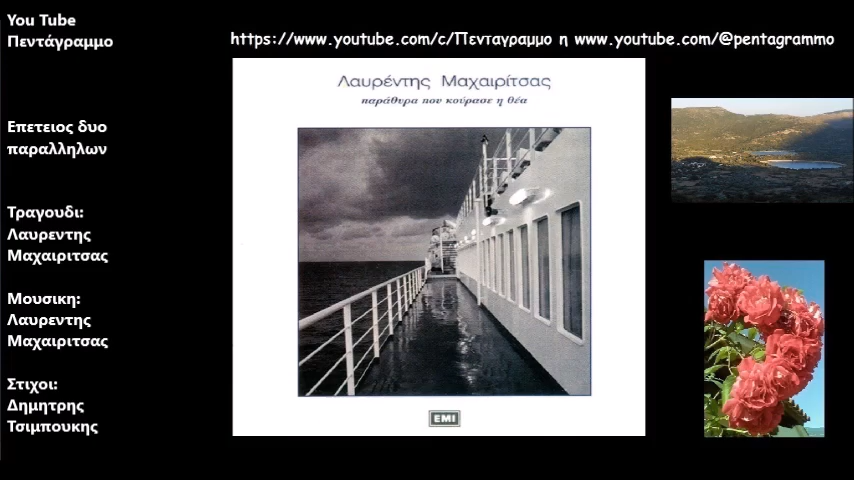 You Tube
Πεντάγραμμο
https://www.youtube.com/c/Πενταγραμμο η www.youtube.com/@pentagrammo
Επετειος δυο
παραλληλων
Τραγουδι:
Λαυρεντης
Μαχαιριτσας
Μουσικη:
Λαυρεντης
Μαχαιριτσας
Στιχοι:
Δημητρης
Τσιμπουκης
Λαυρέντης Μαχαιρίτσας
παράθυρα που κούρασε η θέα
EMI